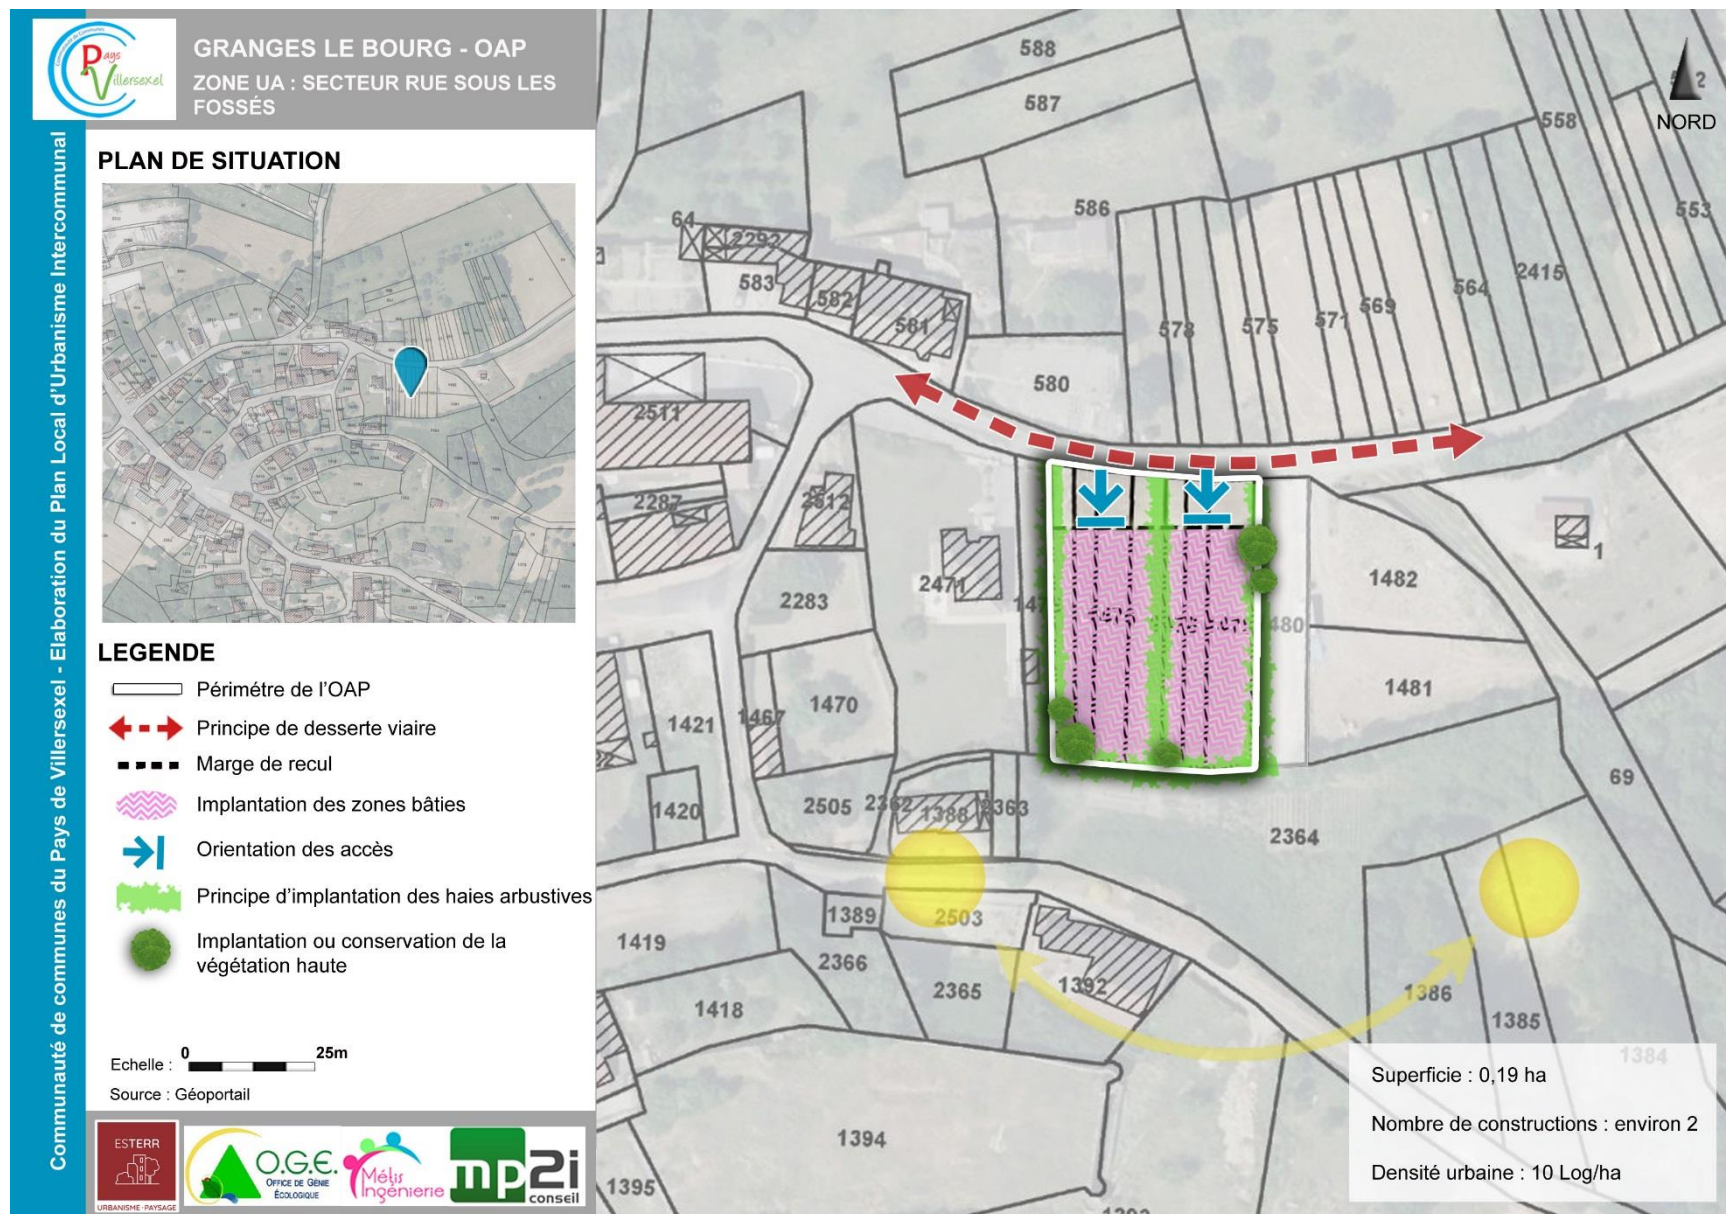 Communauté de communes du Pays de Villersexel - Elaboration du Plan Local d'Urbanisme Intercommunal
Communauté de Communes
Pays
Villersexel
GRANGES LE BOURG - OAP
ZONE UA : SECTEUR RUE SOUS LES
FOSSÉS
PLAN DE SITUATION
LEGENDE
Périmétre de l'OAP
Principe de desserte viaire
Marge de recul
Implantation des zones bâties
Orientation des accès
Principe d'implantation des haies arbustives
Implantation ou conservation de la
végétation haute
Echelle :
0
25m
Source : Géoportail
ESTERR
URBANISME·PAYSAGE
O.G.E.
OFFICE DE GÉNIE
ÉCOLOGIQUE
Mélis
Ingénierie
mp2i
conseil
NORD
588
587
558
586
553
64
2292
583
582
581
580
578
575
571
569
564
2415
2511
2287
2512
2471
2283
1482
1
480
1481
1470
1467
1421
1420
2505
2362
1388
2363
2364
69
1389
2503
1419
2366
2365
1392
1386
1385
1384
1418
1394
1395
Superficie : 0,19 ha
Nombre de constructions : environ 2
Densité urbaine : 10 Log/ha